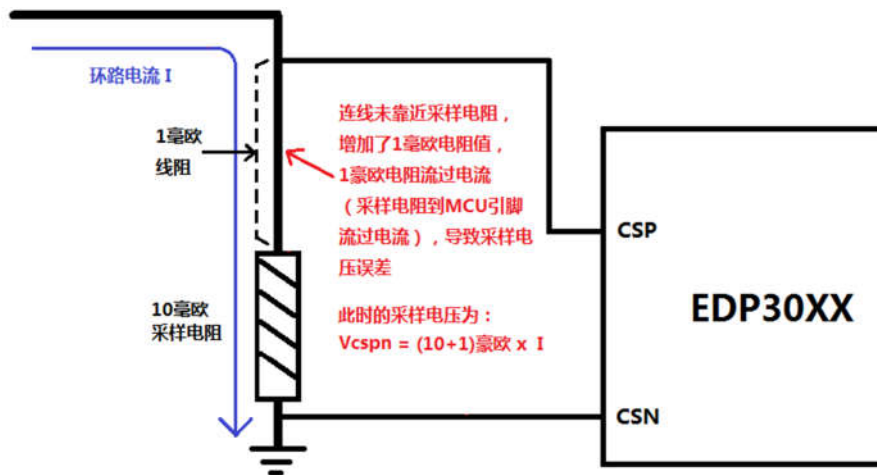 环路电流 I
1毫欧
线阻
连线未靠近采样电阻，
增加了1毫欧电阻值，
1豪欧电阻流过电流
（采样电阻到MCU引脚
流过电流），导致采样电
压误差
CSP
EDP30XX
10毫欧
采样电阻
此时的采样电压为：
Vcspn = (10+1)豪欧 x I
CSN